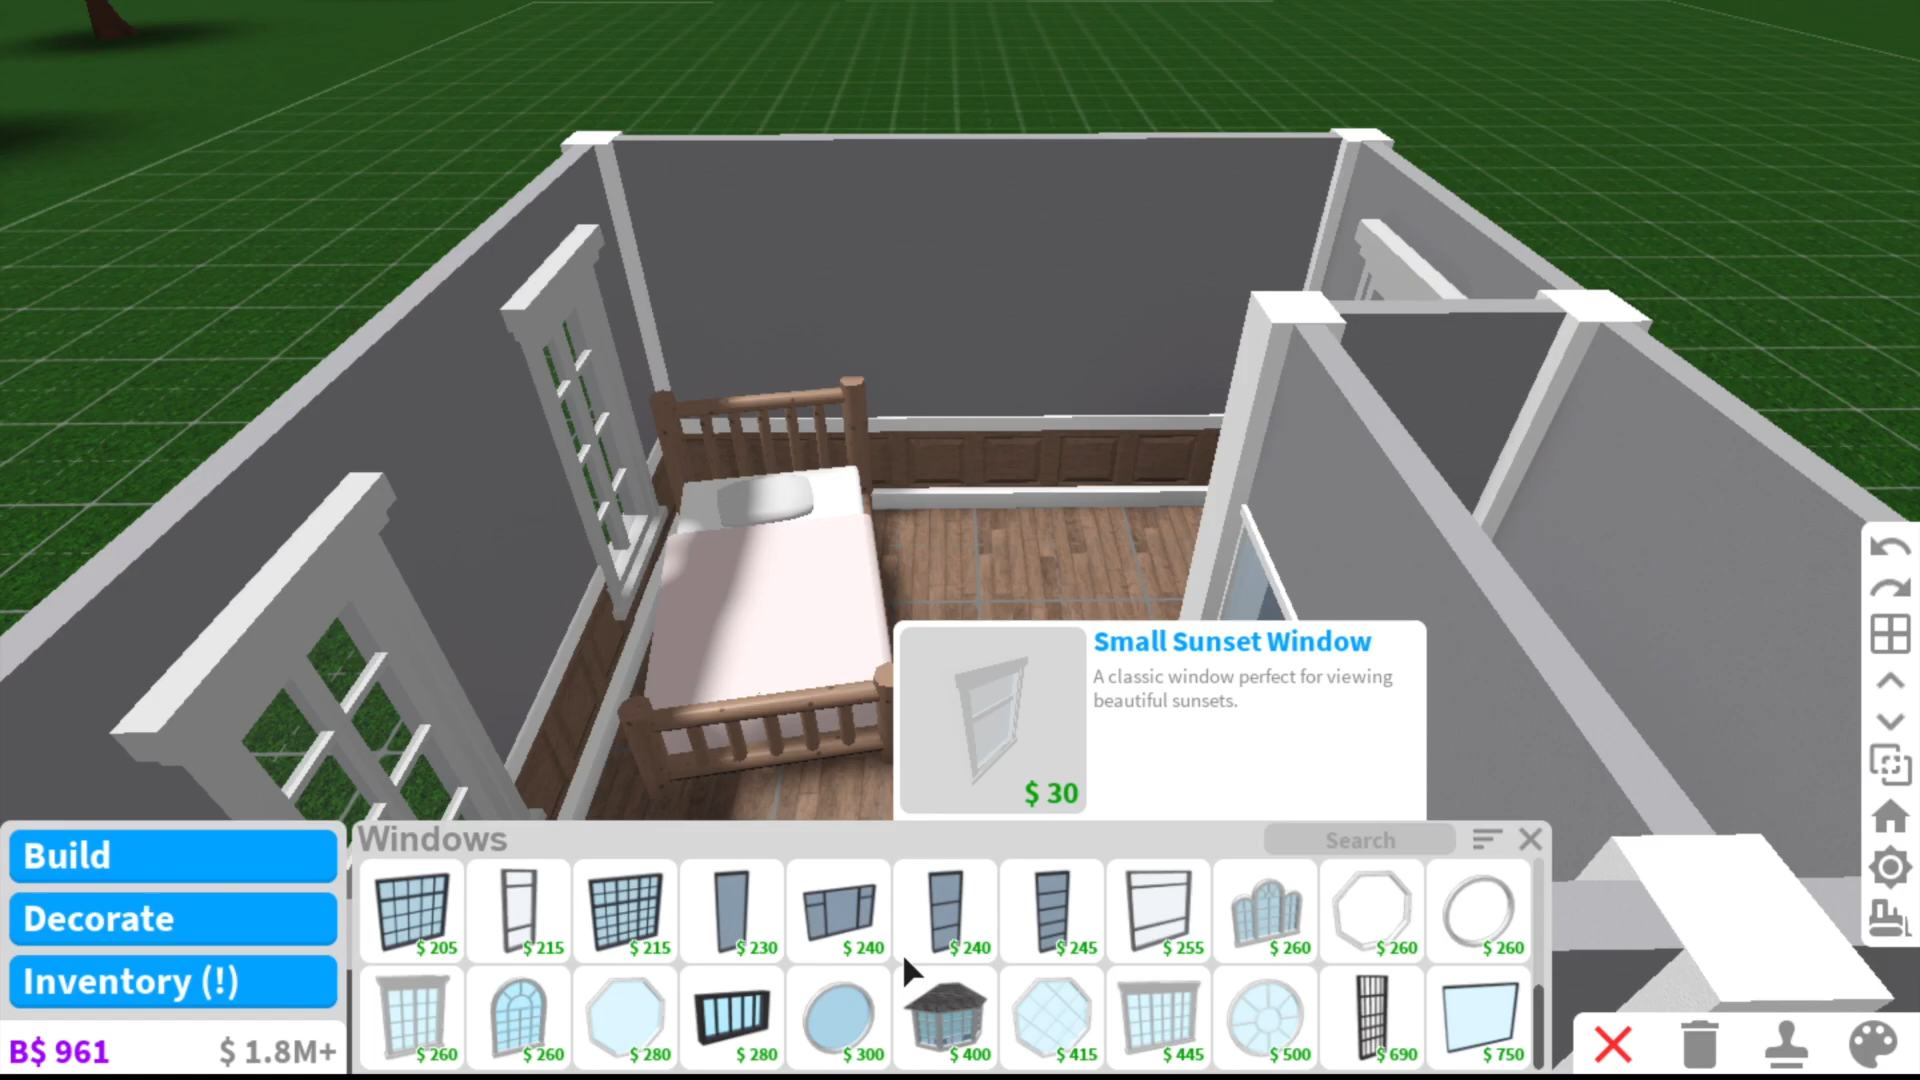 Small Sunset Window
A classic window perfect for viewing
beautiful sunsets.
$ 30
Build
Decorate
Inventory (!)
B$ 961
$ 1.8M+
Windows
Search
$ 205
$ 215
$ 215
$ 230
$ 240
$ 240
$ 245
$ 255
$ 260
$ 260
$ 260
$ 260
$ 260
$ 280
$ 280
$ 300
$ 400
$ 415
$ 445
$ 500
$ 690
$ 750